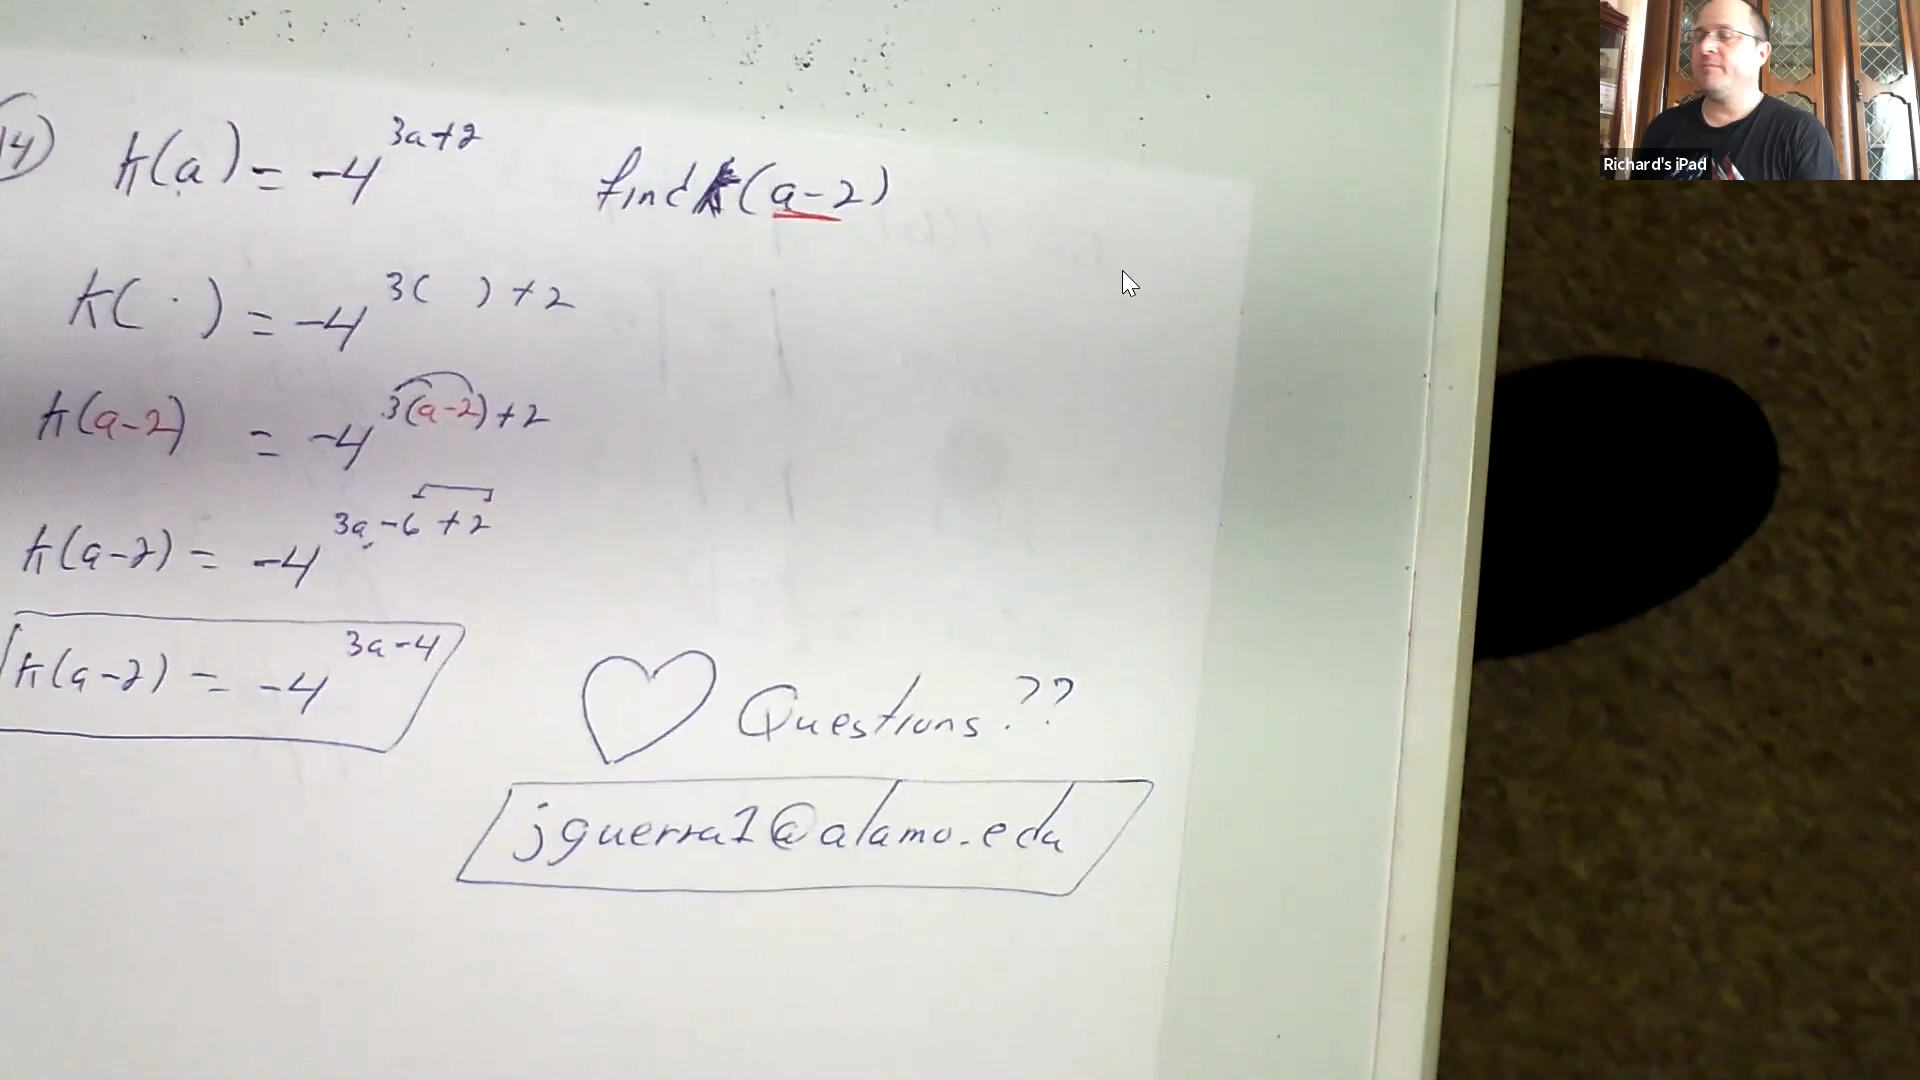 14) k(a) = -4^{3a+2} find k(a-2)
k( · ) = -4^{3( )+2}
k(a-2) = -4^{3(a-2)+2}
k(a-2) = -4^{3a-6+2}
k(a-2) = -4^{3a-4}
Questions??
jguerra1@alamo.edu
Richard's iPad